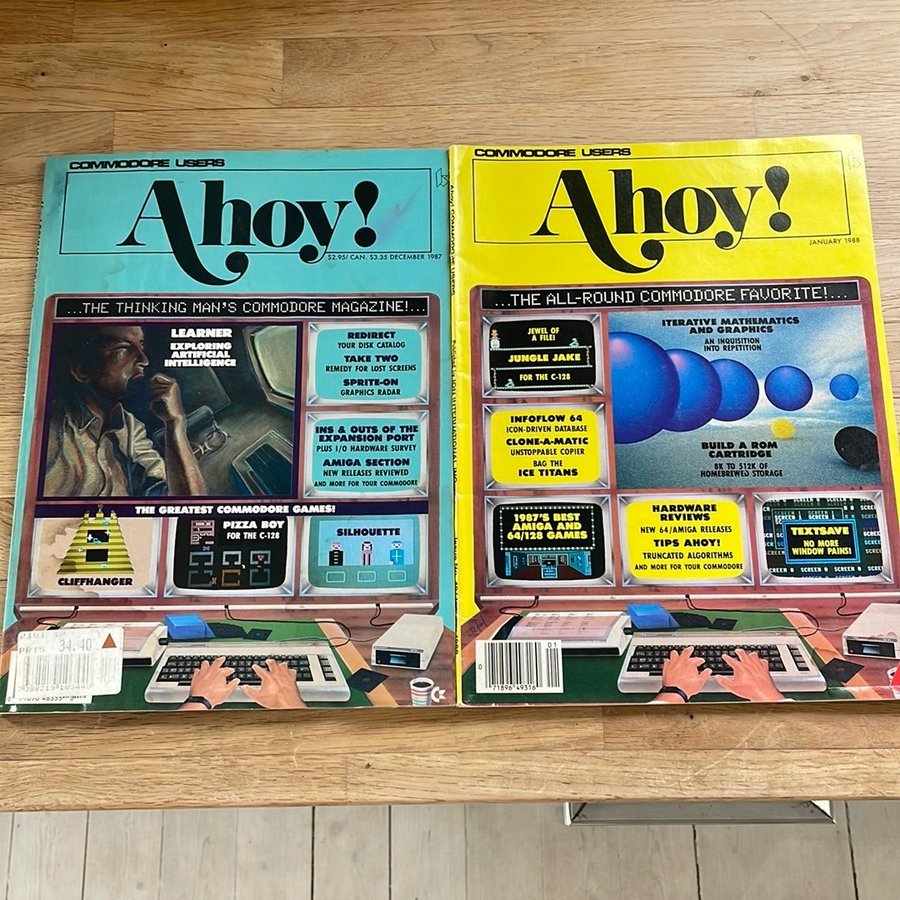 COMMODORE USERS
Ahoy!
$2.95/ CAN. $3.35 DECEMBER 1987
...THE THINKING MAN'S COMMODORE MAGAZINE!...
LEARNER
EXPLORING
ARTIFICIAL
INTELLIGENCE
REDIRECT
YOUR DISK CATALOG
TAKE TWO
REMEDY FOR LOST SCREENS
SPRITE-ON
GRAPHICS RADAR
INS & OUTS OF THE
EXPANSION PORT
PLUS I/O HARDWARE SURVEY
AMIGA SECTION
NEW RELEASES REVIEWED
AND MORE FOR YOUR COMMODORE
THE GREATEST COMMODORE GAMES!
CLIFFHANGER
PIZZA BOY
FOR THE C-128
SILHOUETTE
PRIS 34.40
COMMODORE USERS
Ahoy!
JANUARY 1988
...THE ALL-ROUND COMMODORE FAVORITE!...
JEWEL OF
A FILE!
JUNGLE JAKE
FOR THE C-128
ITERATIVE MATHEMATICS
AND GRAPHICS
AN INQUISITION
INTO REPETITION
INFOFLOW 64
ICON-DRIVEN DATABASE
CLONE-A-MATIC
UNSTOPPABLE COPIER
BAG THE
ICE TITANS
BUILD A ROM
CARTRIDGE
8K TO 512K OF
HOMEBREWED STORAGE
1987'S BEST
AMIGA AND
64/128 GAMES
HARDWARE
REVIEWS
NEW 64/AMIGA RELEASES
TIPS AHOY!
TRUNCATED ALGORITHMS
AND MORE FOR YOUR COMMODORE
TEXTSAVE
NO MORE
WINDOW PAINS!
01
0 71896 49316